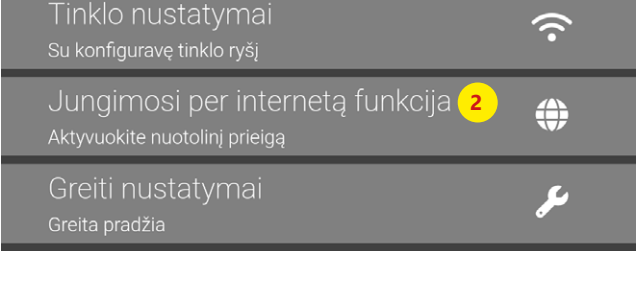 Tinklo nustatymai
Su konfiguravę tinklo ryšį
Jungimosi per internetą funkcija 2
Aktyvuokite nuotolinį prieigą
Greiti nustatymai
Greita pradžia